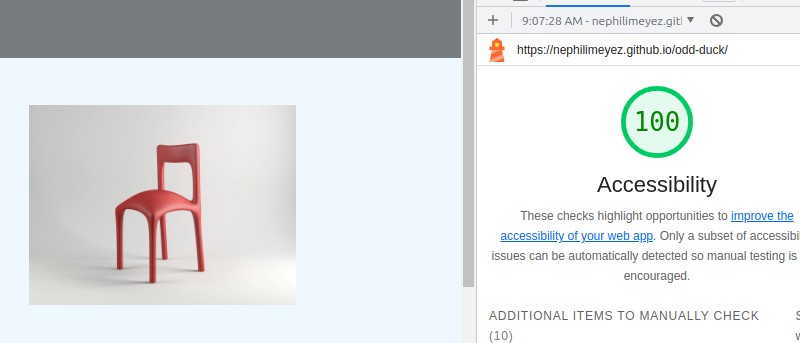 9:07:28 AM - nephilimeyez.git
https://nephilimeyez.github.io/odd-duck/
100
Accessibility
These checks highlight opportunities to improve the
accessibility of your web app. Only a subset of accessibi
issues can be automatically detected so manual testing is
encouraged.
ADDITIONAL ITEMS TO MANUALLY CHECK
(10)